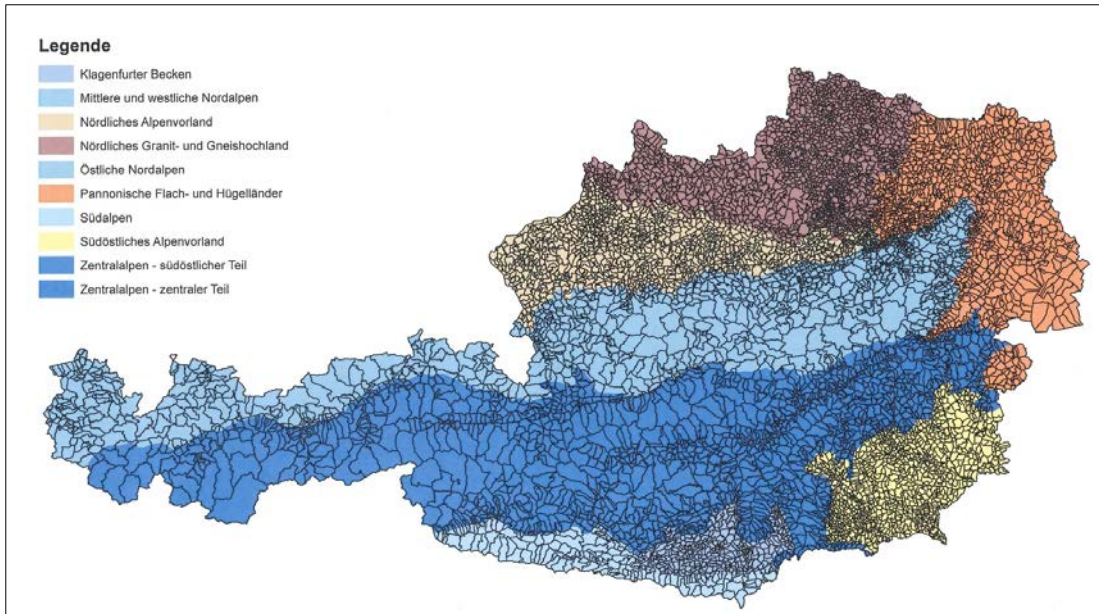 Legende
Klagenfurter Becken
Mittlere und westliche Nordalpen
Nördliches Alpenvorland
Nördliches Granit- und Gneishochland
Östliche Nordalpen
Pannonische Flach- und Hügelländer
Südalpen
Südöstliches Alpenvorland
Zentralalpen - südöstlicher Teil
Zentralalpen - zentraler Teil